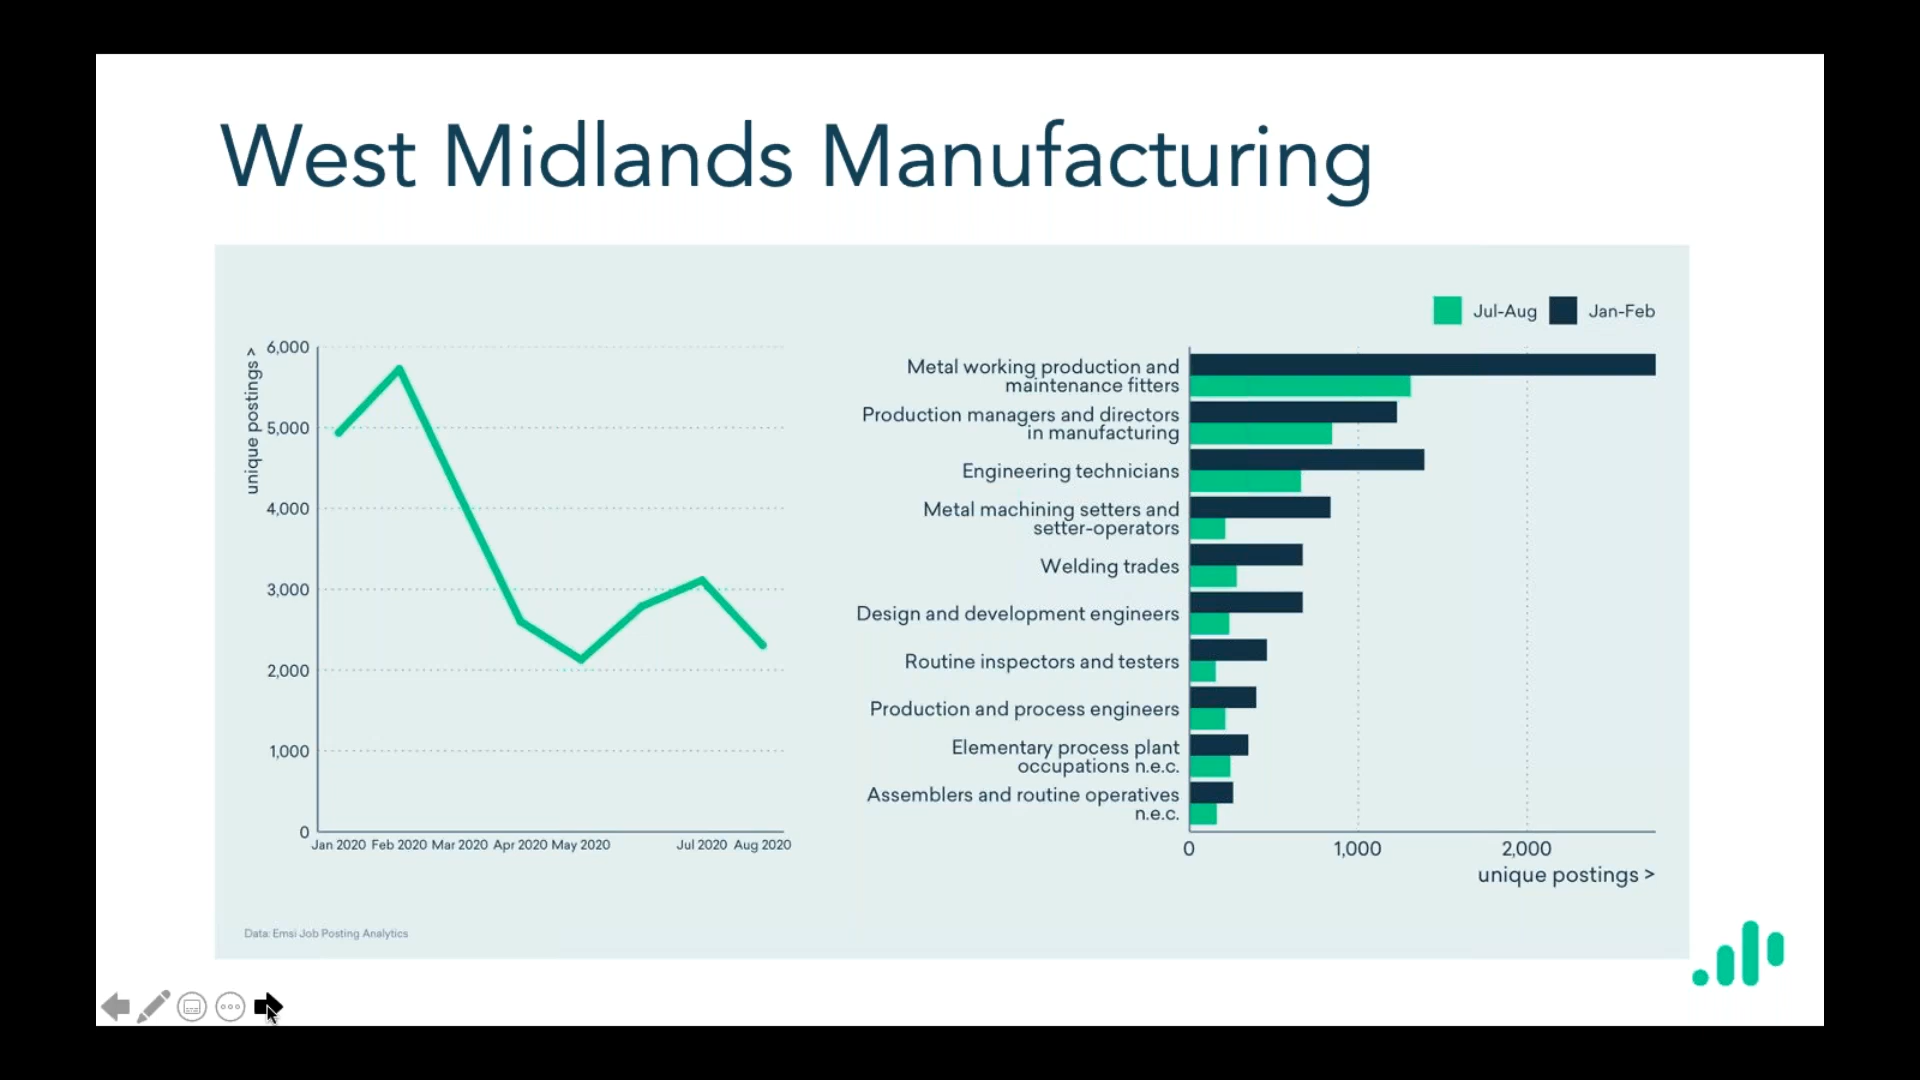 West Midlands Manufacturing
Jul-Aug Jan-Feb
unique postings >
6,000
5,000
4,000
3,000
2,000
1,000
0
Jan 2020 Feb 2020 Mar 2020 Apr 2020 May 2020 Jul 2020 Aug 2020
Metal working production and
maintenance fitters
Production managers and directors
in manufacturing
Engineering technicians
Metal machining setters and
setter-operators
Welding trades
Design and development engineers
Routine inspectors and testers
Production and process engineers
Elementary process plant
occupations n.e.c.
Assemblers and routine operatives
n.e.c.
0 1,000 2,000
unique postings >
Data: Emsi Job Posting Analytics